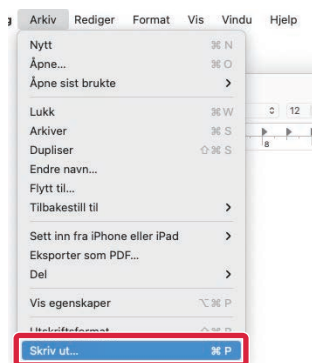 Arkiv Rediger Format Vis Vindu Hjelp
Nytt ⌘ N
Åpne... ⌘ O
Åpne sist brukte >
12
Lukk ⌘ W
Arkiver ⌘ S
8
Dupliser ⇧ ⌘ S
Endre navn...
Flytt til...
Tilbakestill til >
Sett inn fra iPhone eller iPad >
Eksporter som PDF...
Del >
Vis egenskaper ⌥ ⌘ P
Utskriftsformat ⇧ ⌘ P
Skriv ut... ⌘ P